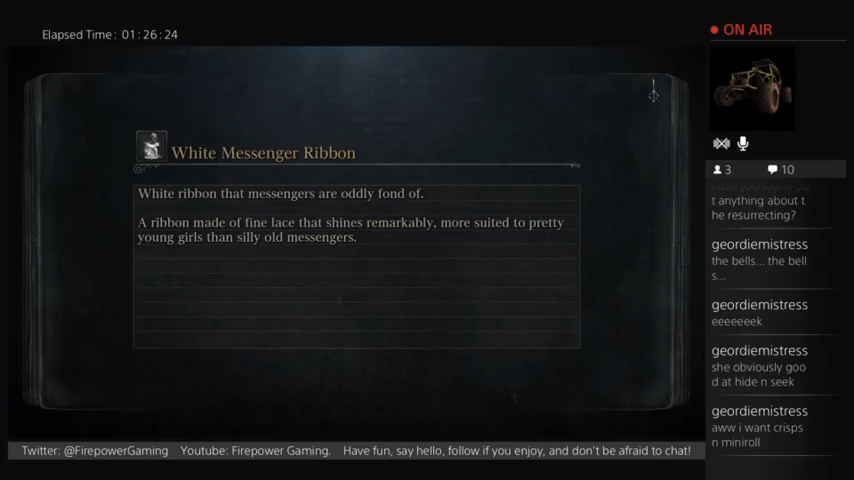 Elapsed Time: 01:26:24
ON AIR
White Messenger Ribbon
White ribbon that messengers are oddly fond of.
A ribbon made of fine lace that shines remarkably, more suited to pretty
young girls than silly old messengers.
3
10
t anything about t
he resurrecting?
geordiemistress
the bells... the bell
s...
geordiemistress
eeeeeeek
geordiemistress
she obviously goo
d at hide n seek
geordiemistress
aww i want crisps
n miniroll
Twitter: @FirepowerGaming Youtube: Firepower Gaming. Have fun, say hello, follow if you enjoy, and don't be afraid to chat!